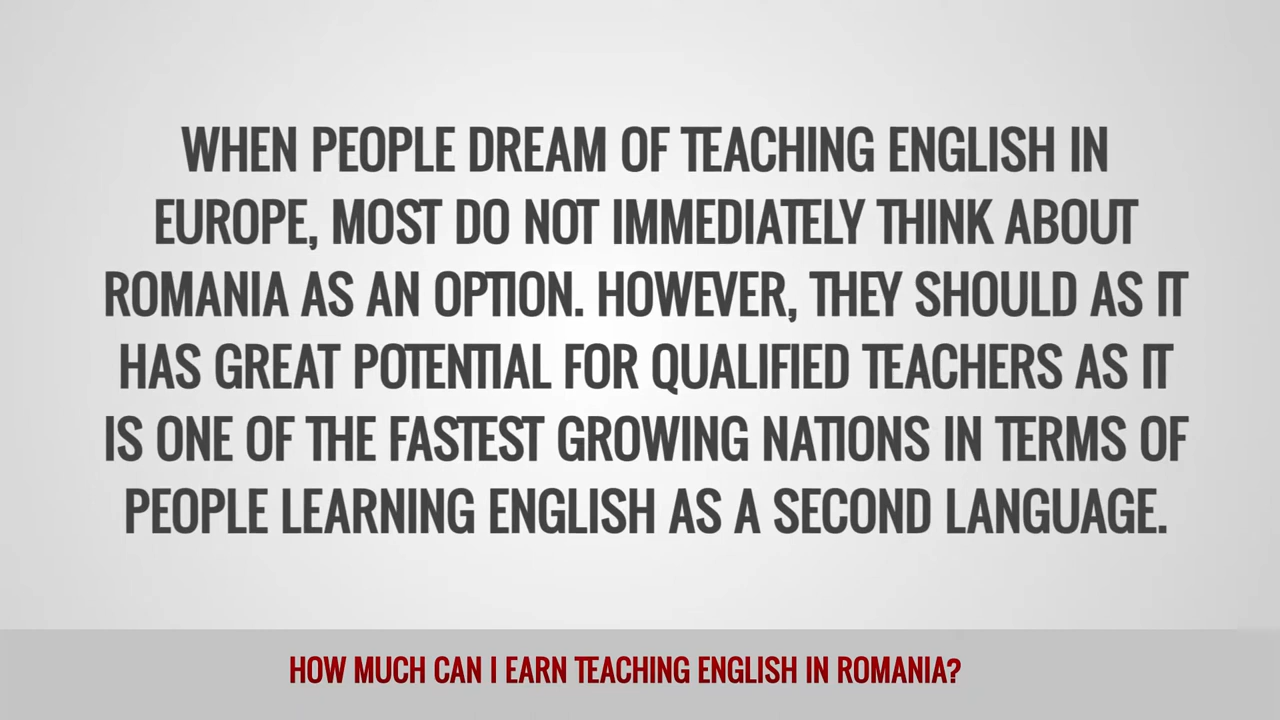 WHEN PEOPLE DREAM OF TEACHING ENGLISH IN
EUROPE, MOST DO NOT IMMEDIATELY THINK ABOUT
ROMANIA AS AN OPTION. HOWEVER, THEY SHOULD AS IT
HAS GREAT POTENTIAL FOR QUALIFIED TEACHERS AS IT
IS ONE OF THE FASTEST GROWING NATIONS IN TERMS OF
PEOPLE LEARNING ENGLISH AS A SECOND LANGUAGE.
HOW MUCH CAN I EARN TEACHING ENGLISH IN ROMANIA?